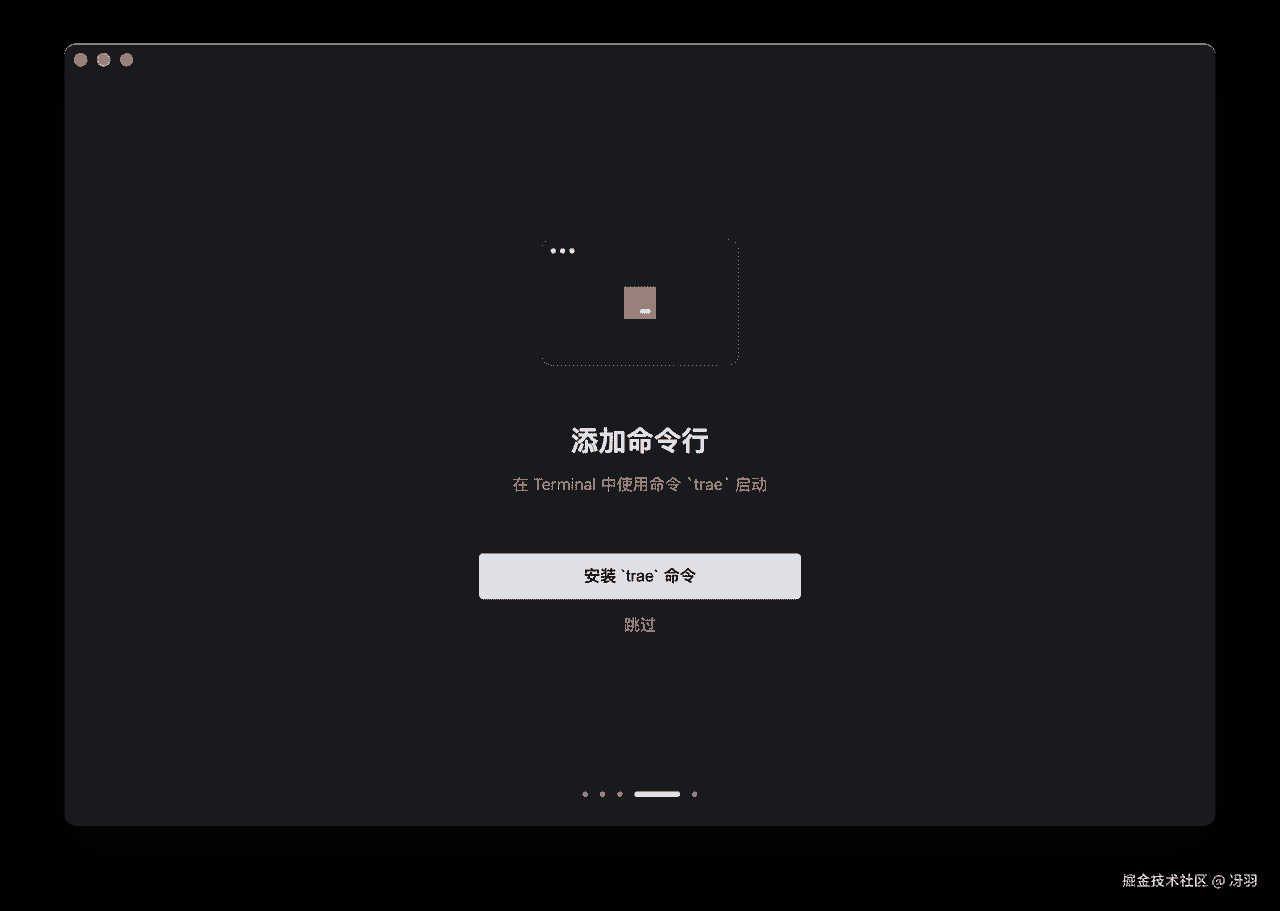 添加命令行
在 Terminal 中使用命令 `trae` 启动
安装 `trae` 命令
跳过
掘金技术社区 @ 冴羽